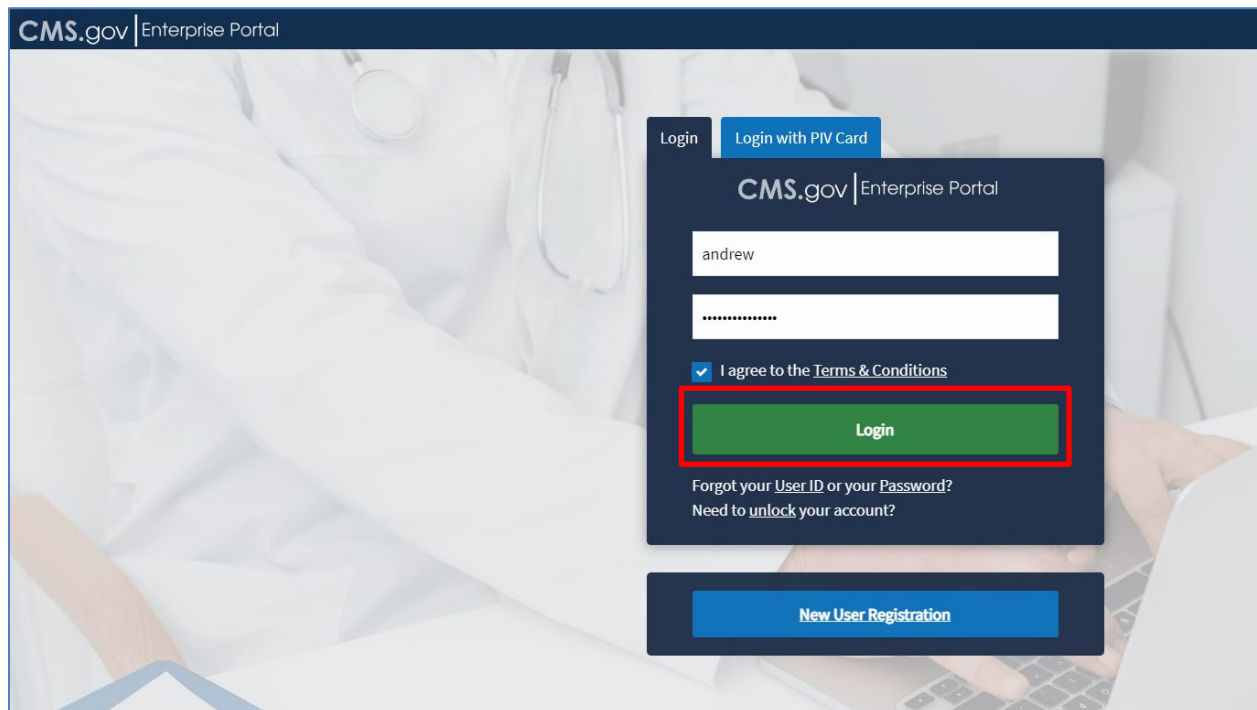 CMS.gov Enterprise Portal
Login
Login with PIV Card
CMS.gov Enterprise Portal
andrew
•••••••••••••••
I agree to the Terms & Conditions
Login
Forgot your User ID or your Password?
Need to unlock your account?
New User Registration